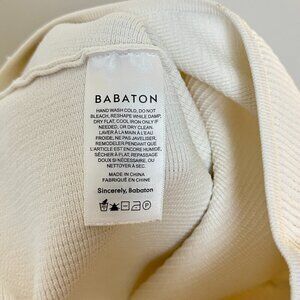 BABATON
HAND WASH COLD, DO NOT
BLEACH, RESHAPE WHILE DAMP,
DRY FLAT, COOL IRON ONLY IF
NEEDED, OR DRY CLEAN.
LAVER À LA MAIN À L'EAU
FROIDE, NE PAS JAVELISER,
REMODELER PENDANT QUE
L'ARTICLE EST ENCORE HUMIDE,
SÉCHER À PLAT, REPASSAGE
DOUX SI NÉCESSAIRE, OU
NETTOYER À SEC.
MADE IN CHINA
FABRIQUÉ EN CHINE
Sincerely, Babaton
P